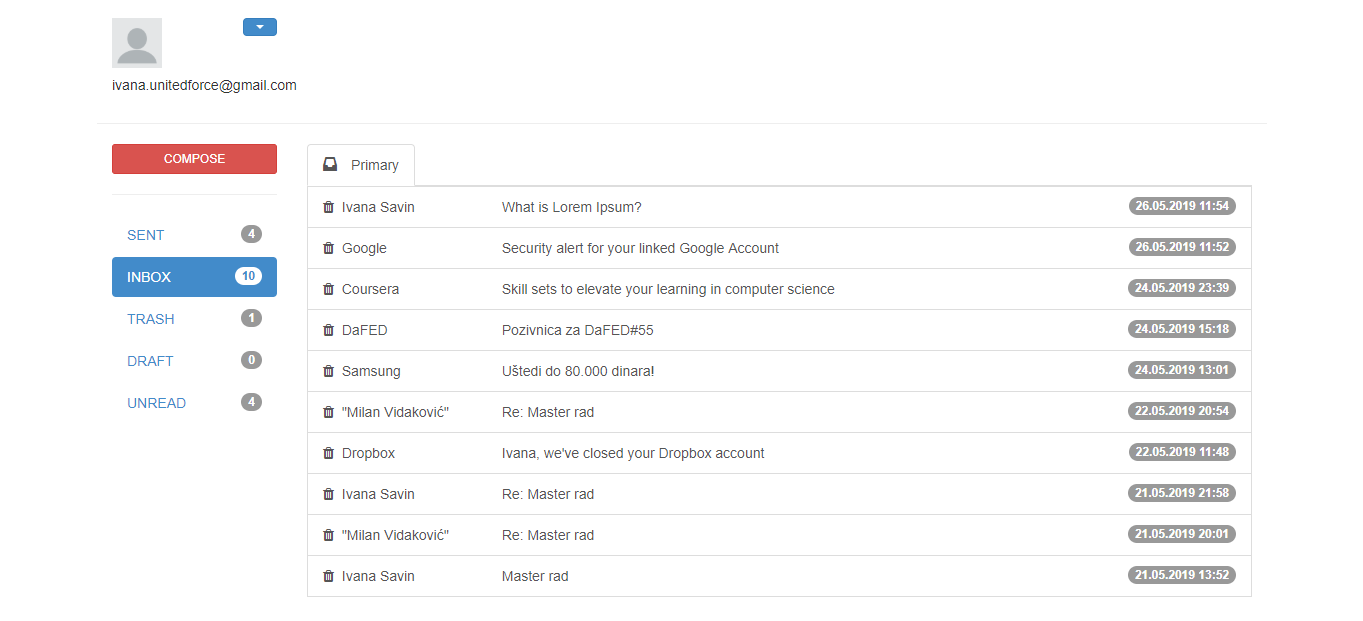 ivana.unitedforce@gmail.com
COMPOSE
Primary
SENT 4
INBOX 10
TRASH 1
DRAFT 0
UNREAD 4
Ivana Savin What is Lorem Ipsum? 26.05.2019 11:54
Google Security alert for your linked Google Account 26.05.2019 11:52
Coursera Skill sets to elevate your learning in computer science 24.05.2019 23:39
DaFED Pozivnica za DaFED#55 24.05.2019 15:18
Samsung Uštedi do 80.000 dinara! 24.05.2019 13:01
"Milan Vidaković" Re: Master rad 22.05.2019 20:54
Dropbox Ivana, we've closed your Dropbox account 22.05.2019 11:48
Ivana Savin Re: Master rad 21.05.2019 21:58
"Milan Vidaković" Re: Master rad 21.05.2019 20:01
Ivana Savin Master rad 21.05.2019 13:52